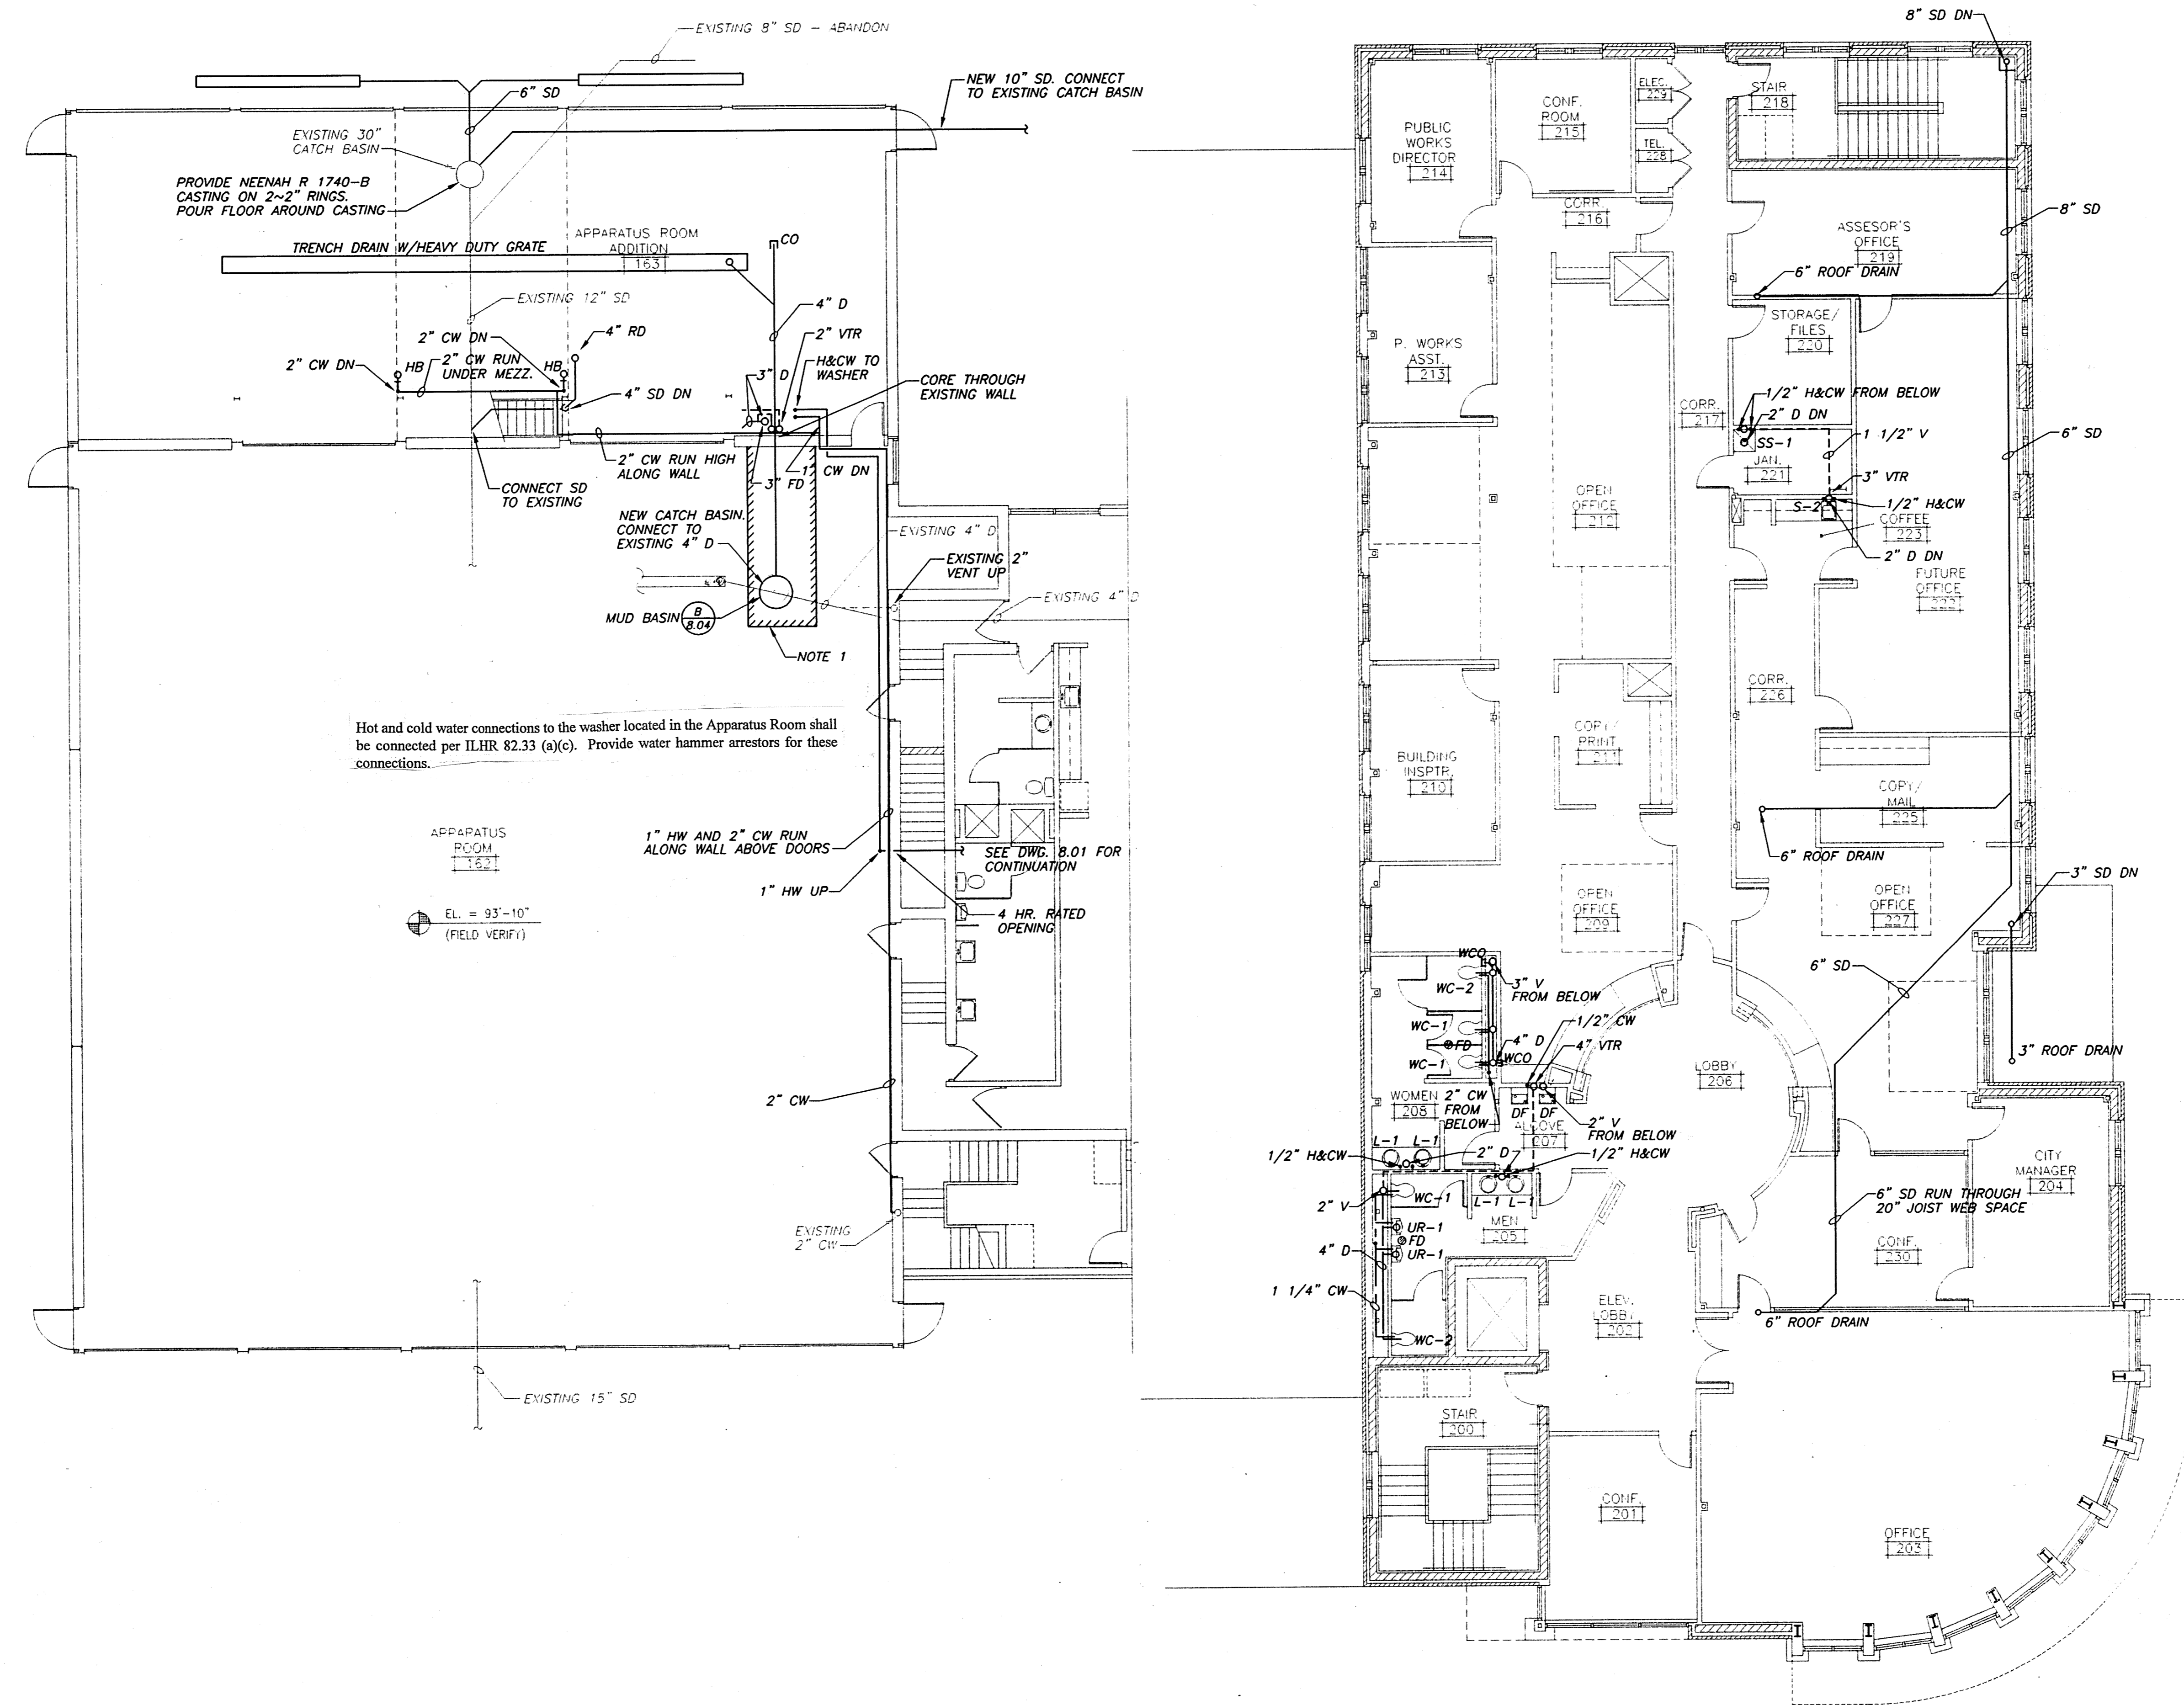 EXISTING 8" SD - ABANDON
6" SD
NEW 10" SD. CONNECT
TO EXISTING CATCH BASIN
EXISTING 30"
CATCH BASIN
PROVIDE NEENAH R 1740-B
CASTING ON 2~2" RINGS.
POUR FLOOR AROUND CASTING
TRENCH DRAIN W/HEAVY DUTY GRATE
APPARATUS ROOM
ADDITION
163
CO
EXISTING 12" SD
4" D
2" CW DN
4" RD
2" VTR
2" CW DN
HB
2" CW RUN
UNDER MEZZ.
HB
3" D
H&CW TO
WASHER
CORE THROUGH
EXISTING WALL
4" SD DN
2" CW RUN HIGH
ALONG WALL
3" FD
1" CW DN
CONNECT SD
TO EXISTING
NEW CATCH BASIN.
CONNECT TO
EXISTING 4" D
EXISTING 4" D
EXISTING 2"
VENT UP
EXISTING 4" D
MUD BASIN
B
8.04
NOTE 1
Hot and cold water connections to the washer located in the Apparatus Room shall
be connected per ILHR 82.33 (a)(c). Provide water hammer arrestors for these
connections.
APPARATUS
ROOM
162
1" HW AND 2" CW RUN
ALONG WALL ABOVE DOORS
SEE DWG. 8.01 FOR
CONTINUATION
1" HW UP
EL. = 93'-10"
(FIELD VERIFY)
4 HR. RATED
OPENING
2" CW
EXISTING
2" CW
EXISTING 15" SD
8" SD DN
PUBLIC
WORKS
DIRECTOR
214
CONF.
ROOM
215
ELEC.
229
TEL.
228
STAIR
218
CORR.
216
8" SD
ASSESOR'S
OFFICE
219
6" ROOF DRAIN
STORAGE/
FILES
220
P. WORKS
ASST.
213
1/2" H&CW FROM BELOW
CORR.
217
2" D DN
SS-1
1 1/2" V
6" SD
JAN.
221
3" VTR
OPEN
OFFICE
212
S-2
1/2" H&CW
COFFEE
223
2" D DN
FUTURE
OFFICE
222
CORR.
226
COPY/
PRINT
211
BUILDING
INSPTR.
210
COPY/
MAIL
225
6" ROOF DRAIN
3" SD DN
OPEN
OFFICE
209
OPEN
OFFICE
227
WCO
WC-2
3" V
FROM BELOW
6" SD
WC-1
FD
1/2" CW
4" D
4" VTR
WC-1
WCO
3" ROOF DRAIN
LOBBY
206
WOMEN
208
2" CW
FROM
BELOW
DF DF
ALCOVE
207
2" V
FROM BELOW
L-1 L-1
1/2" H&CW
2" D
1/2" H&CW
CITY
MANAGER
204
WC-1
L-1 L-1
2" V
UR-1
FD
UR-1
MEN
205
6" SD RUN THROUGH
20" JOIST WEB SPACE
4" D
CONF.
230
1 1/4" CW
ELEV.
LOBBY
202
6" ROOF DRAIN
WC-2
STAIR
200
CONF.
201
OFFICE
203